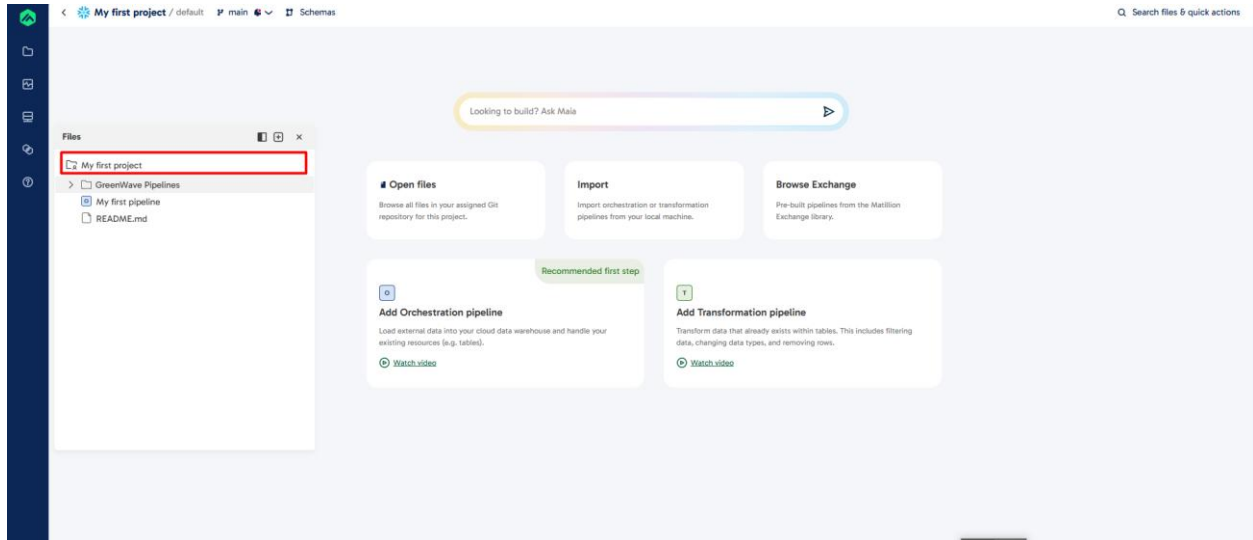 My first project / default main Schemas
Search files & quick actions
Looking to build? Ask Maia
Files
My first project
GreenWave Pipelines
My first pipeline
README.md
Open files
Browse all files in your assigned Git
repository for this project.
Import
Import orchestration or transformation
pipelines from your local machine.
Browse Exchange
Pre-built pipelines from the Matillion
Exchange library.
Recommended first step
O
Add Orchestration pipeline
Load external data into your cloud data warehouse and handle your
existing resources (e.g. tables).
Watch video
T
Add Transformation pipeline
Transform data that already exists within tables. This includes filtering
data, changing data types, and removing rows.
Watch video